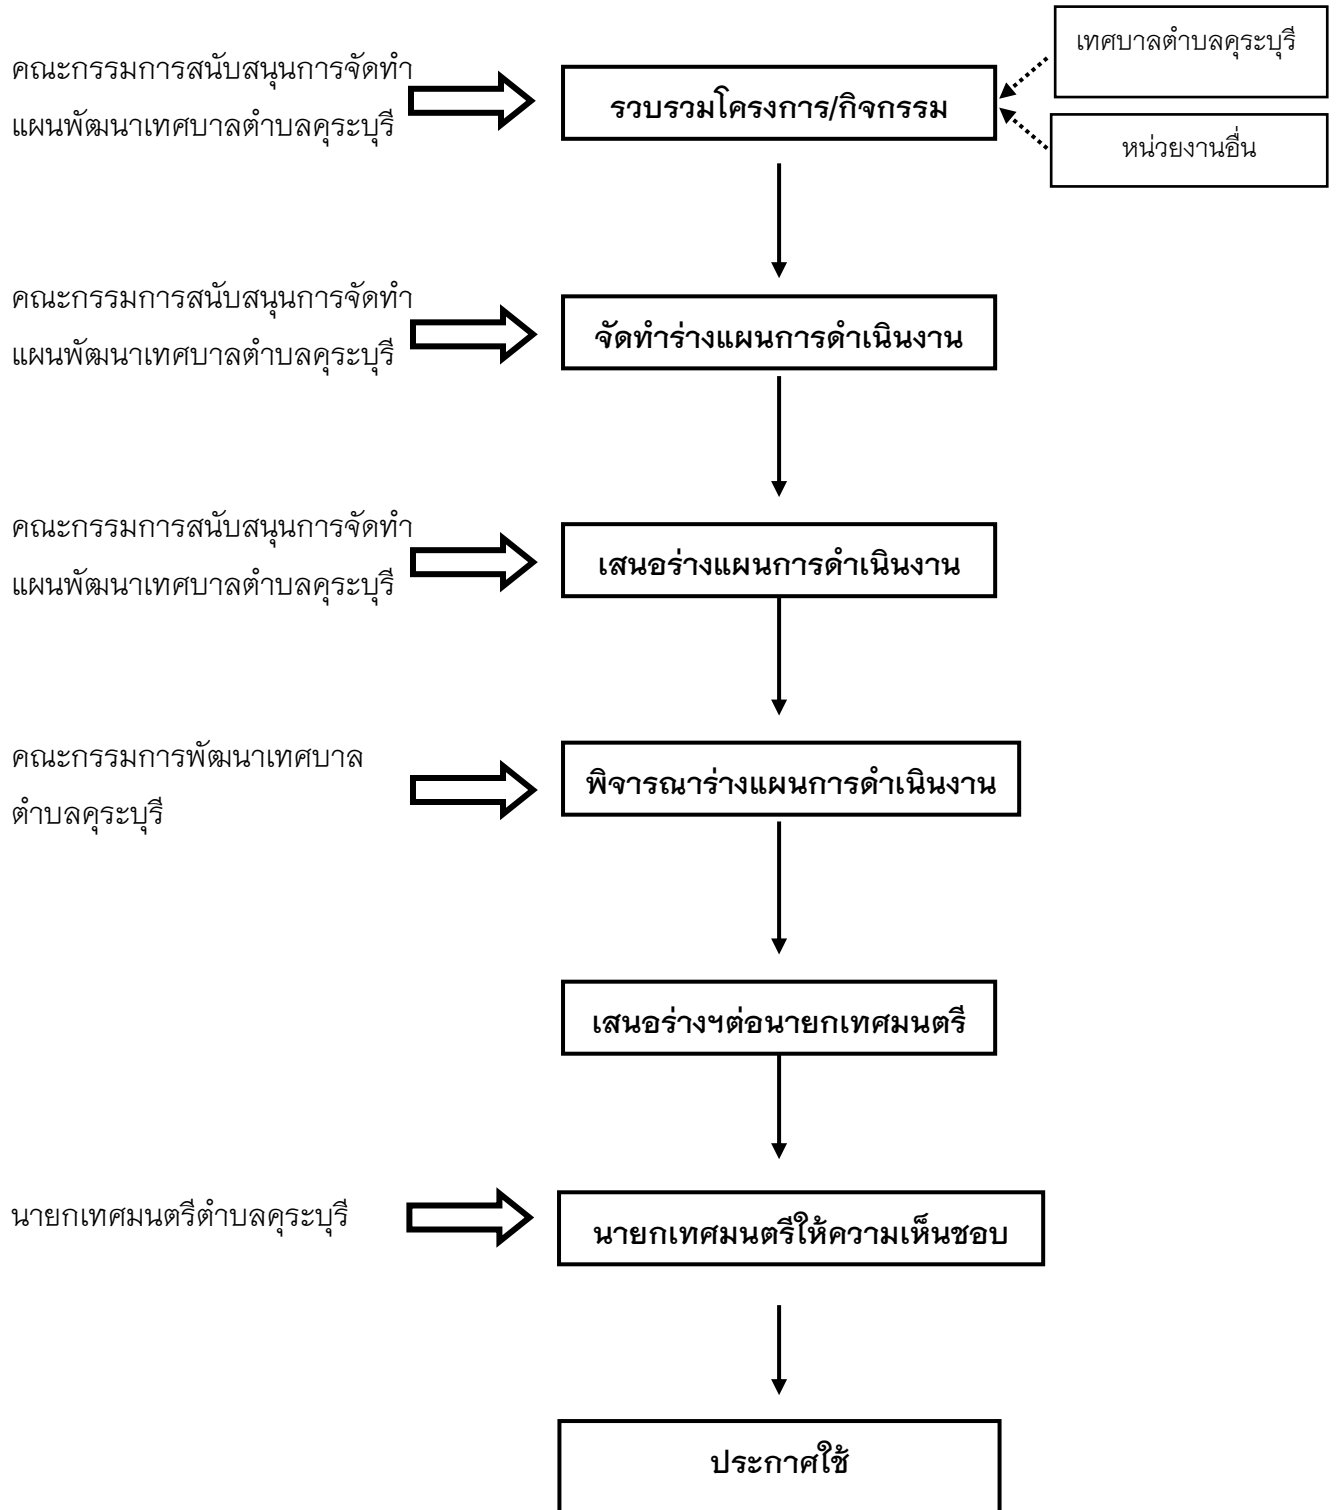 เทศบาลตำบลคุระบุรี
คณะกรรมการสนับสนุนการจัดทำ
แผนพัฒนาเทศบาลตำบลคุระบุรี
รวบรวมโครงการ/กิจกรรม
หน่วยงานอื่น
คณะกรรมการสนับสนุนการจัดทำ
แผนพัฒนาเทศบาลตำบลคุระบุรี
จัดทำร่างแผนการดำเนินงาน
คณะกรรมการสนับสนุนการจัดทำ
แผนพัฒนาเทศบาลตำบลคุระบุรี
เสนอร่างแผนการดำเนินงาน
คณะกรรมการพัฒนาเทศบาล
ตำบลคุระบุรี
พิจารณาร่างแผนการดำเนินงาน
เสนอร่างฯต่อนายกเทศมนตรี
นายกเทศมนตรีตำบลคุระบุรี
นายกเทศมนตรีให้ความเห็นชอบ
ประกาศใช้